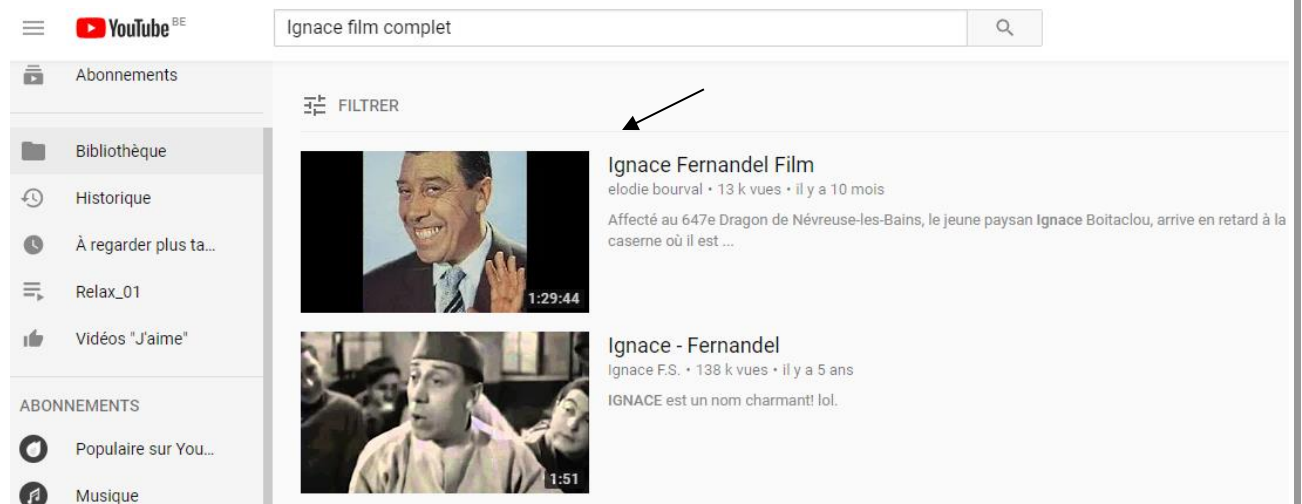 YouTube BE
Ignace film complet
Abonnements
FILTRER
Bibliothèque
Historique
À regarder plus ta...
Relax_01
Vidéos "J'aime"
ABONNEMENTS
Populaire sur You...
Musique
1:29:44
Ignace Fernandel Film
elodie bourval • 13 k vues • il y a 10 mois
Affecté au 647e Dragon de Névreuse-les-Bains, le jeune paysan Ignace Boitaclou, arrive en retard à la
caserne où il est ...
1:51
Ignace - Fernandel
Ignace F.S. • 138 k vues • il y a 5 ans
IGNACE est un nom charmant! lol.